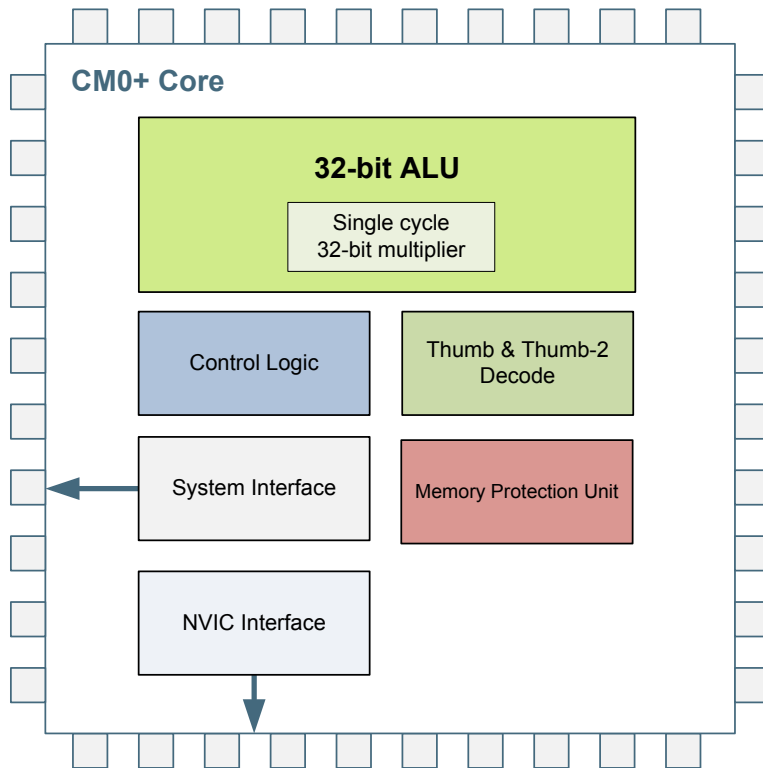 CM0+ Core
32-bit ALU
Single cycle
32-bit multiplier
Control Logic
Thumb & Thumb-2
Decode
System Interface
Memory Protection Unit
NVIC Interface